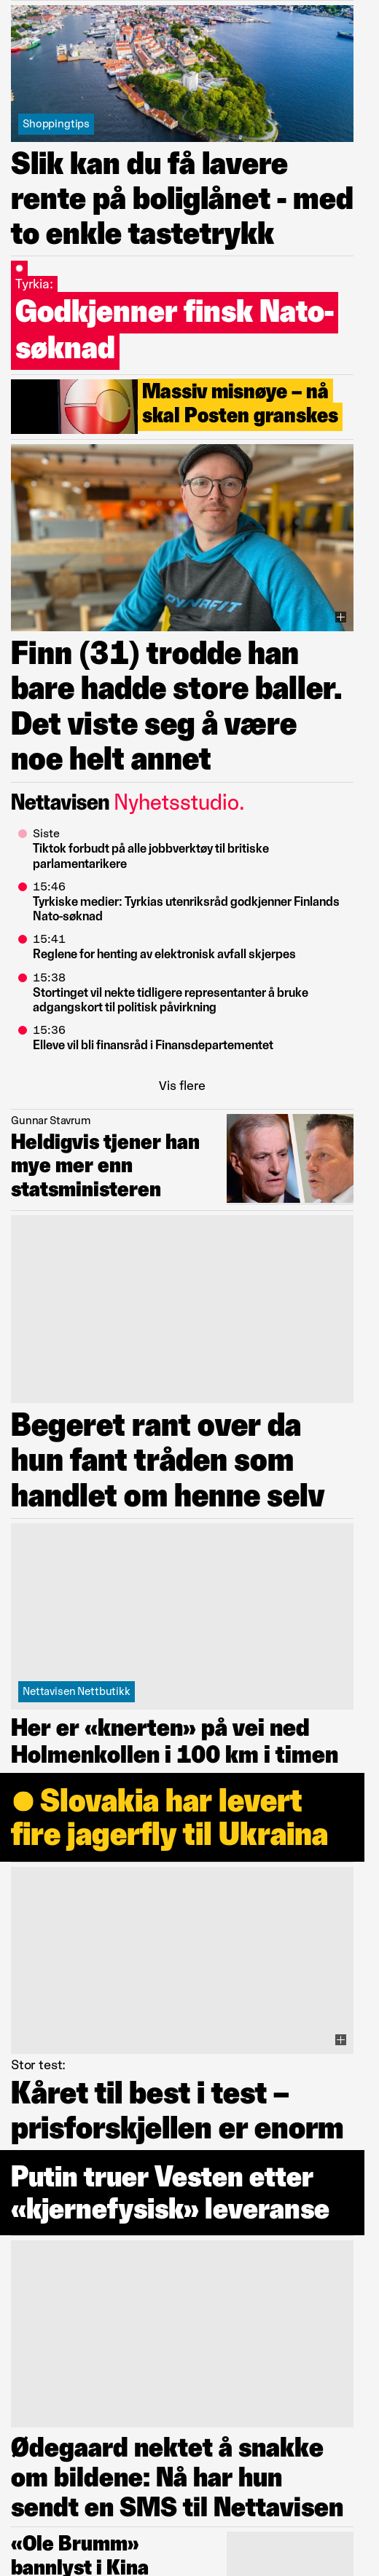 Shoppingtips
Slik kan du få lavere
rente på boliglånet - med
to enkle tastetrykk
Tyrkia:
Godkjenner finsk Nato-
søknad
Massiv misnøye – nå
skal Posten granskes
DYNAFIT
Finn (31) trodde han
bare hadde store baller.
Det viste seg å være
noe helt annet
Nettavisen Nyhetsstudio.
Siste
Tiktok forbudt på alle jobbverktøy til britiske
parlamentarikere
15:46
Tyrkiske medier: Tyrkias utenriksråd godkjenner Finlands
Nato-søknad
15:41
Reglene for henting av elektronisk avfall skjerpes
15:38
Stortinget vil nekte tidligere representanter å bruke
adgangskort til politisk påvirkning
15:36
Elleve vil bli finansråd i Finansdepartementet
Vis flere
Gunnar Stavrum
Heldigvis tjener han
mye mer enn
statsministeren
Begeret rant over da
hun fant tråden som
handlet om henne selv
Nettavisen Nettbutikk
Her er «knerten» på vei ned
Holmenkollen i 100 km i timen
Slovakia har levert
fire jagerfly til Ukraina
Stor test:
Kåret til best i test –
prisforskjellen er enorm
Putin truer Vesten etter
«kjernefysisk» leveranse
Ødegaard nektet å snakke
om bildene: Nå har hun
sendt en SMS til Nettavisen
«Ole Brumm»
bannlyst i Kina